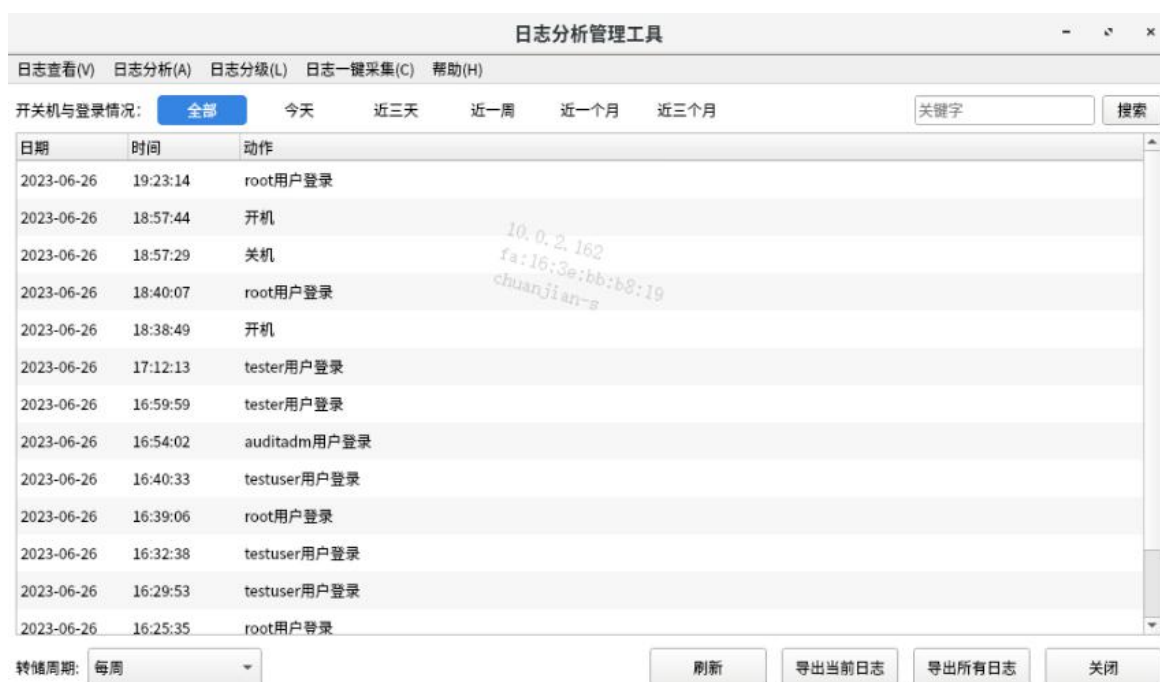 日志分析管理工具
日志查看(V) 日志分析(A) 日志分级(L) 日志一键采集(C) 帮助(H)
开关机与登录情况: 全部 今天 近三天 近一周 近一个月 近三个月 关键字 搜索
日期 时间 动作
2023-06-26 19:23:14 root用户登录
2023-06-26 18:57:44 开机
2023-06-26 18:57:29 关机
2023-06-26 18:40:07 root用户登录
2023-06-26 18:38:49 开机
2023-06-26 17:12:13 tester用户登录
2023-06-26 16:59:59 tester用户登录
2023-06-26 16:54:02 auditadm用户登录
2023-06-26 16:40:33 testuser用户登录
2023-06-26 16:39:06 root用户登录
2023-06-26 16:32:38 testuser用户登录
2023-06-26 16:29:53 testuser用户登录
2023-06-26 16:25:35 root用户登录
10.0.2.162
fa:16:3e:bb:b8:19
chuanjian-s
转储周期: 每周 刷新 导出当前日志 导出所有日志 关闭